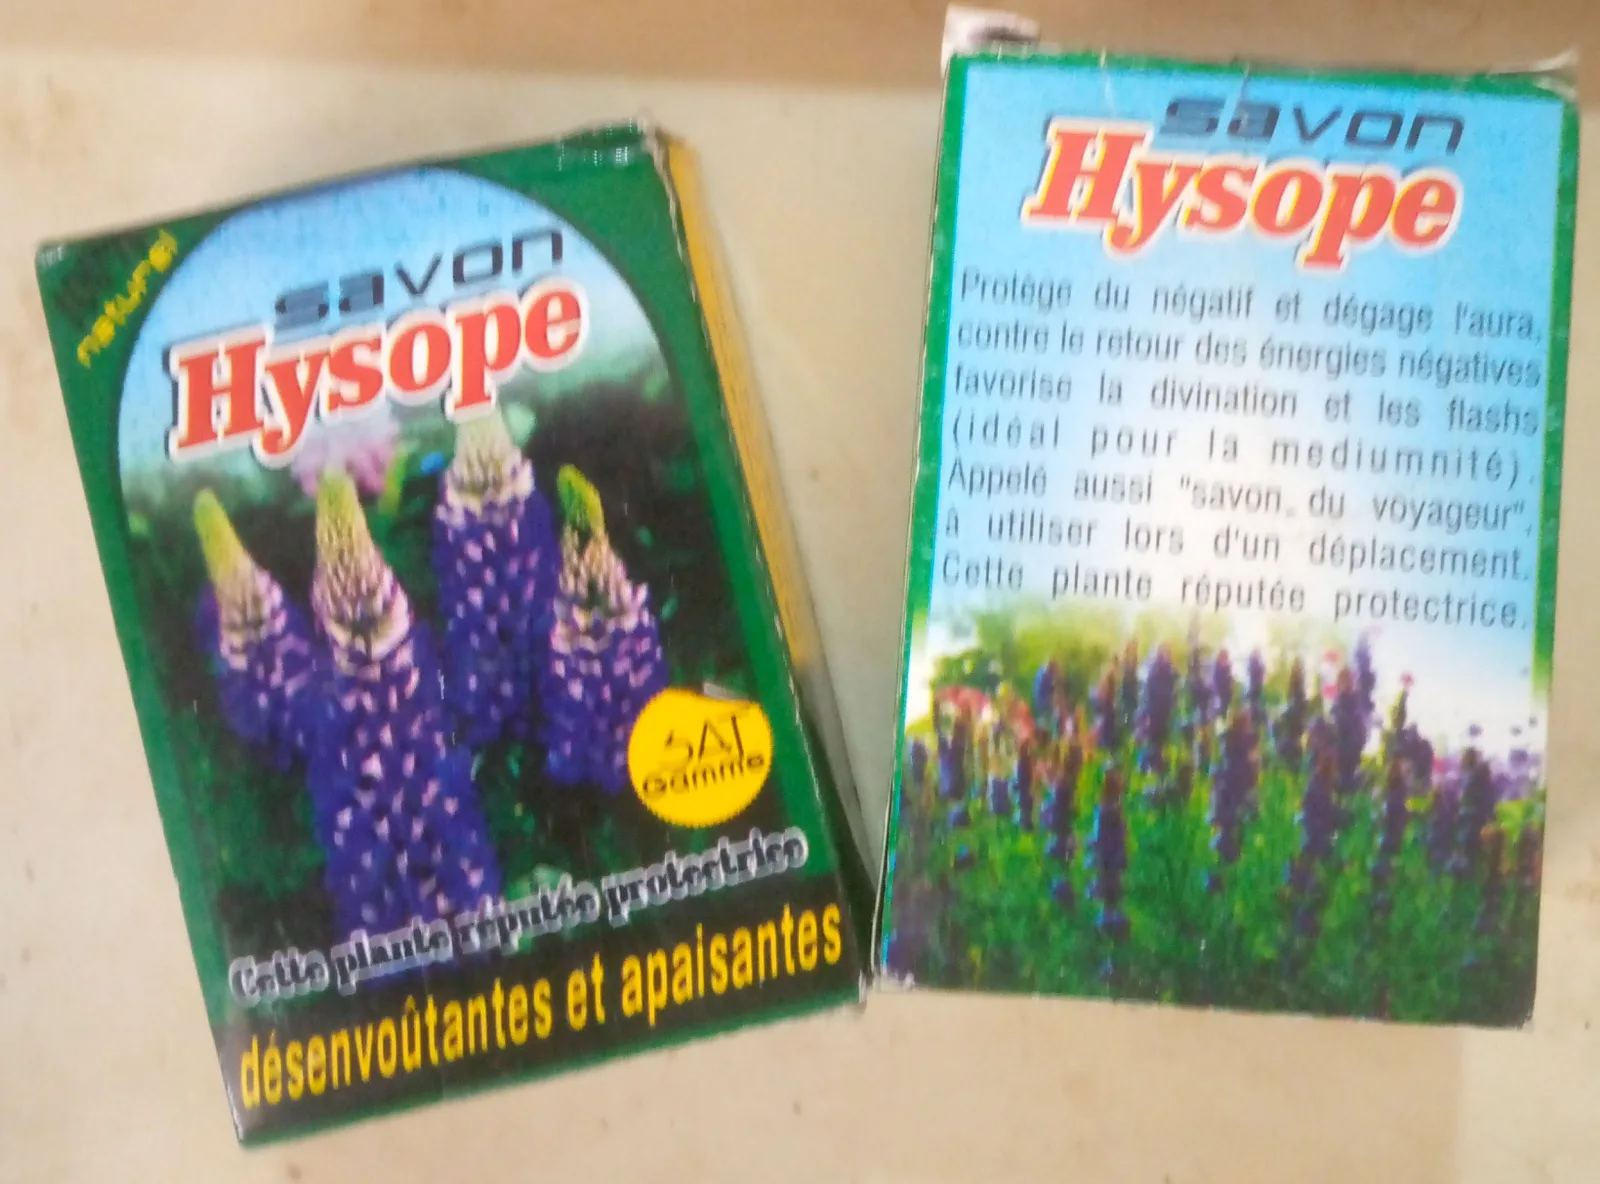 naturel
savon
Hysope
SAT
Gamme
Cette plante réputée protectrice
désenvoûtantes et apaisantes
savon
Hysope
Protège du négatif et dégage l'aura,
contre le retour des énergies négatives
favorise la divination et les flashs
(idéal pour la mediumnité).
Appelé aussi "savon du voyageur",
à utiliser lors d'un déplacement.
Cette plante réputée protectrice.